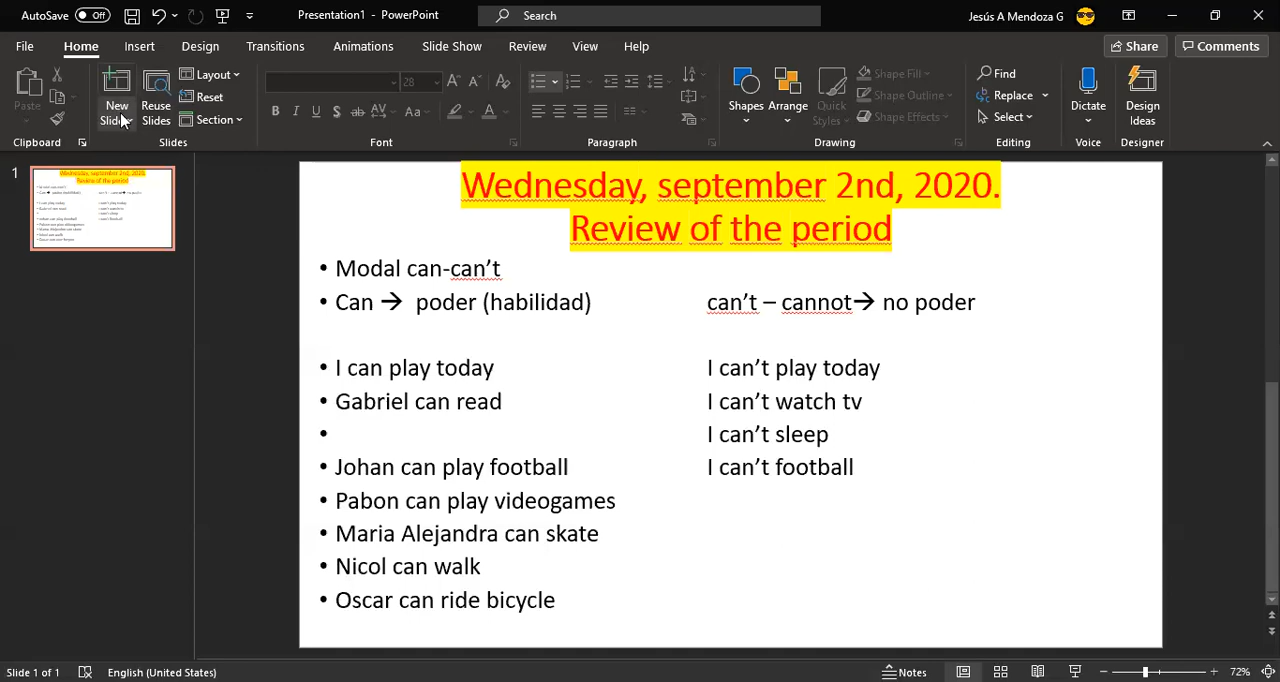 AutoSave Off Presentation1 - PowerPoint Search Jesús A Mendoza G
File Home Insert Design Transitions Animations Slide Show Review View Help Share Comments
Paste New Slide Reuse Slides Layout Reset Section 28 Shapes Arrange Quick Styles Shape Fill Shape Outline Shape Effects Find Replace Select Dictate Design Ideas
Clipboard Slides Font Paragraph Drawing Editing Voice Designer
1
Wednesday, september 2nd, 2020.
Review of the period
• Modal can-can’t
• Can → poder (habilidad) can’t – cannot→ no poder
• I can play today I can’t play today
• Gabriel can read I can’t watch tv
• I can’t sleep
• Johan can play football I can’t football
• Pabon can play videogames
• Maria Alejandra can skate
• Nicol can walk
• Oscar can ride bicycle
Slide 1 of 1 English (United States) Notes 72%